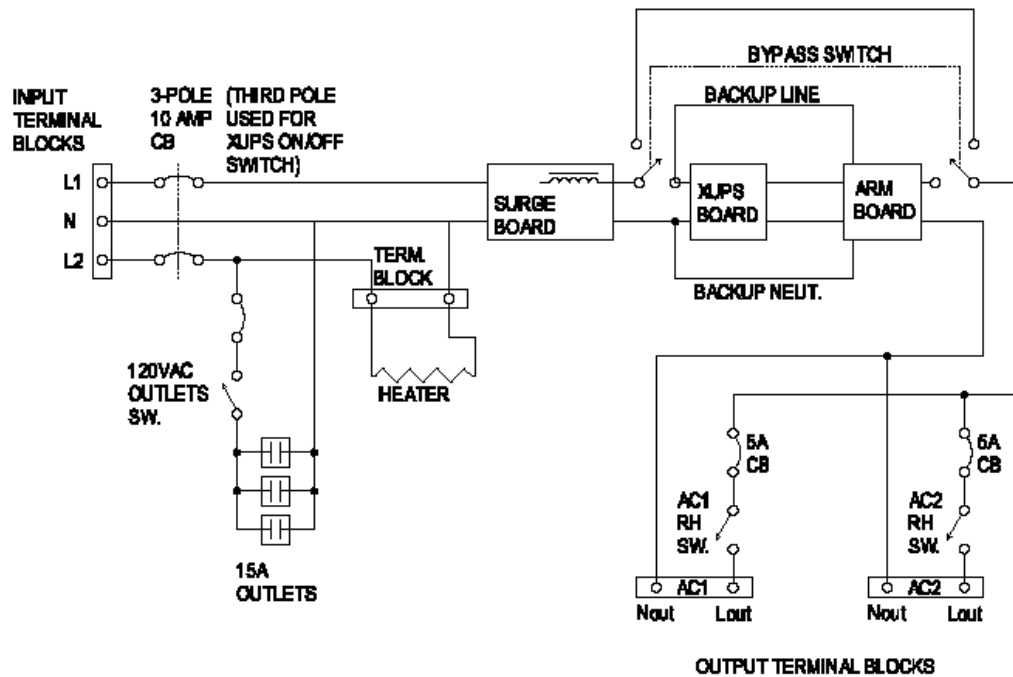 BYPASS SWITCH
BACKUP LINE
INPUT
TERMINAL
BLOCKS
3-POLE
10 AMP
CB
(THIRD POLE
USED FOR
XUPS ON/OFF
SWITCH)
L1
N
L2
SURGE
BOARD
XUPS
BOARD
ARM
BOARD
BACKUP NEUT.
TERM.
BLOCK
HEATER
120VAC
OUTLETS
SW.
15A
OUTLETS
5A
CB
AC1
RH
SW.
5A
CB
AC2
RH
SW.
AC1
Nout Lout
AC2
Nout Lout
OUTPUT TERMINAL BLOCKS